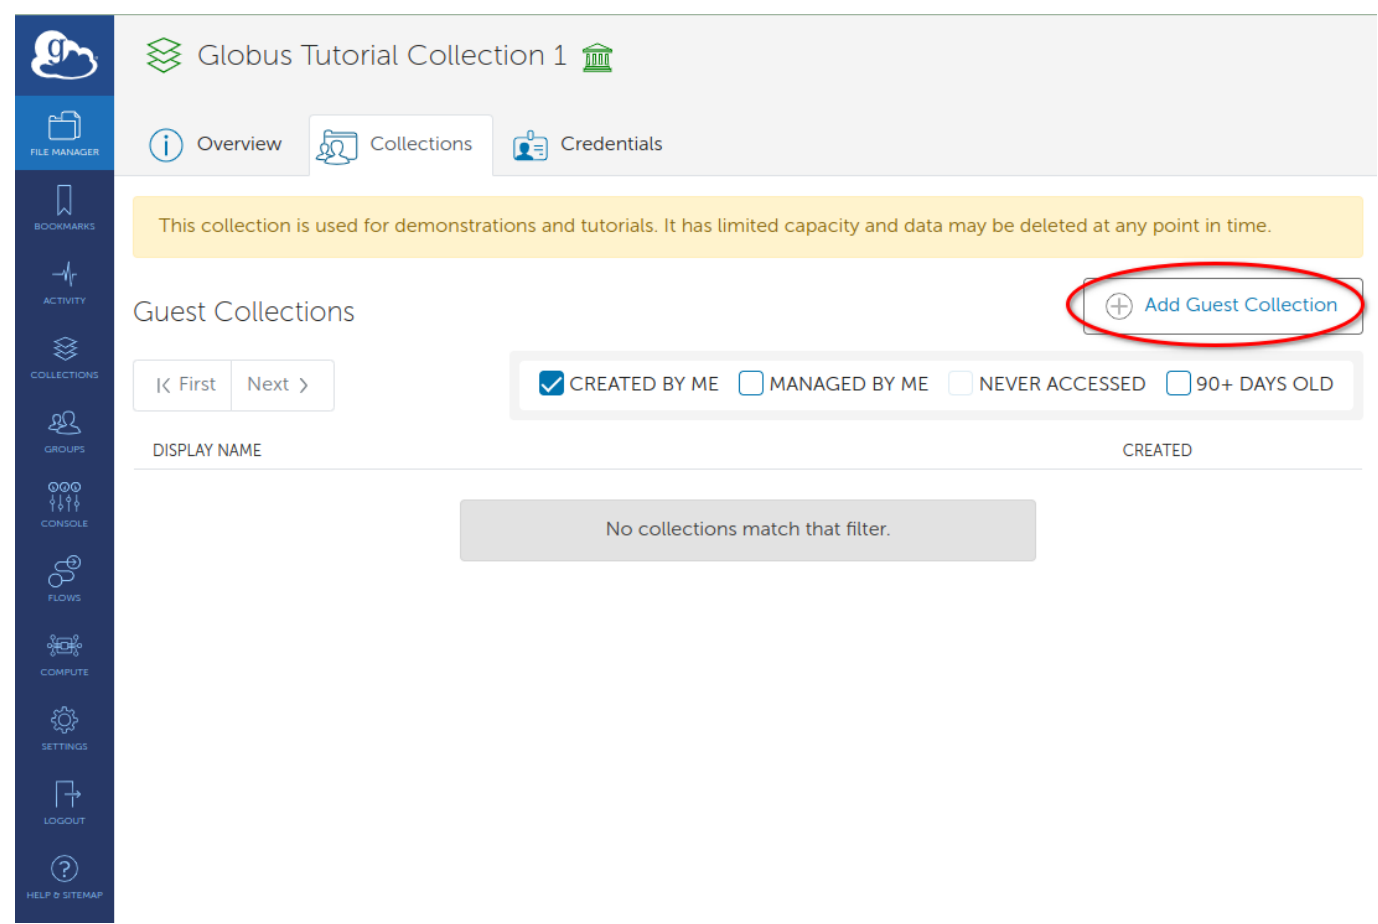 g
Globus Tutorial Collection 1
FILE MANAGER
BOOKMARKS
ACTIVITY
COLLECTIONS
GROUPS
CONSOLE
FLOWS
COMPUTE
SETTINGS
LOGOUT
HELP & SITEMAP
Overview
Collections
Credentials
This collection is used for demonstrations and tutorials. It has limited capacity and data may be deleted at any point in time.
Guest Collections
Add Guest Collection
First
Next
CREATED BY ME
MANAGED BY ME
NEVER ACCESSED
90+ DAYS OLD
DISPLAY NAME
CREATED
No collections match that filter.